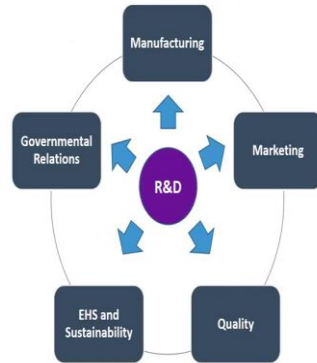 Manufacturing
Governmental
Relations
Marketing
R&D
EHS and
Sustainability
Quality